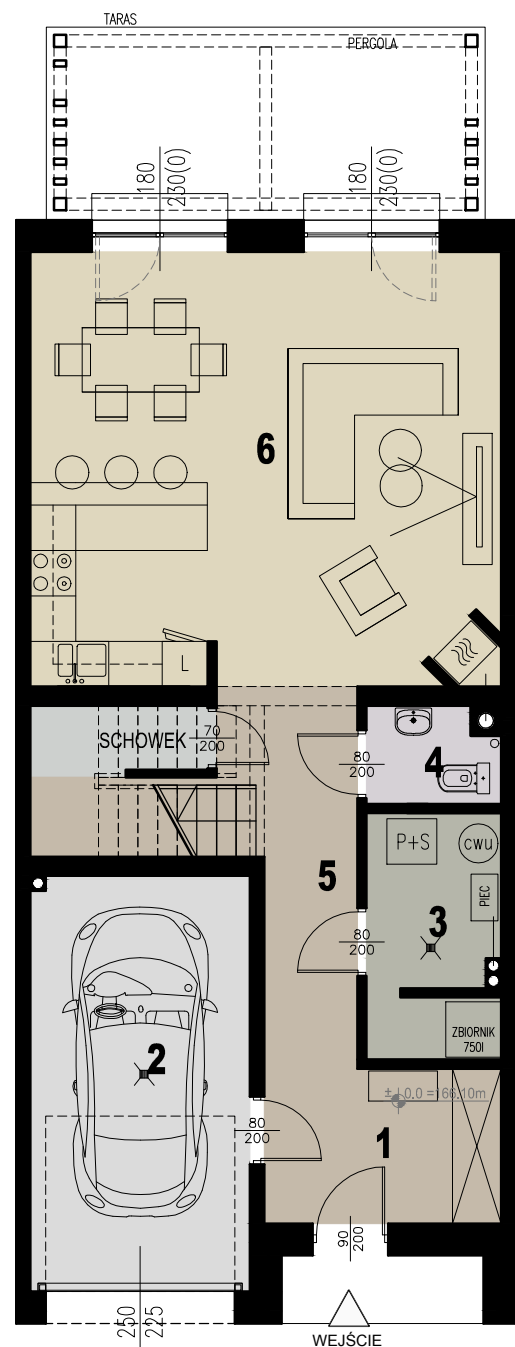 TARAS
PERGOLA
180
230(0)
180
230(0)
6
L
SCHOWEK
70
200
80
200
4
5
P+S
cwu
PIEC
3
80
200
ZBIORNIK
750l
2
± 0.0 =166.10m
1
80
200
90
200
250
225
WEJŚCIE